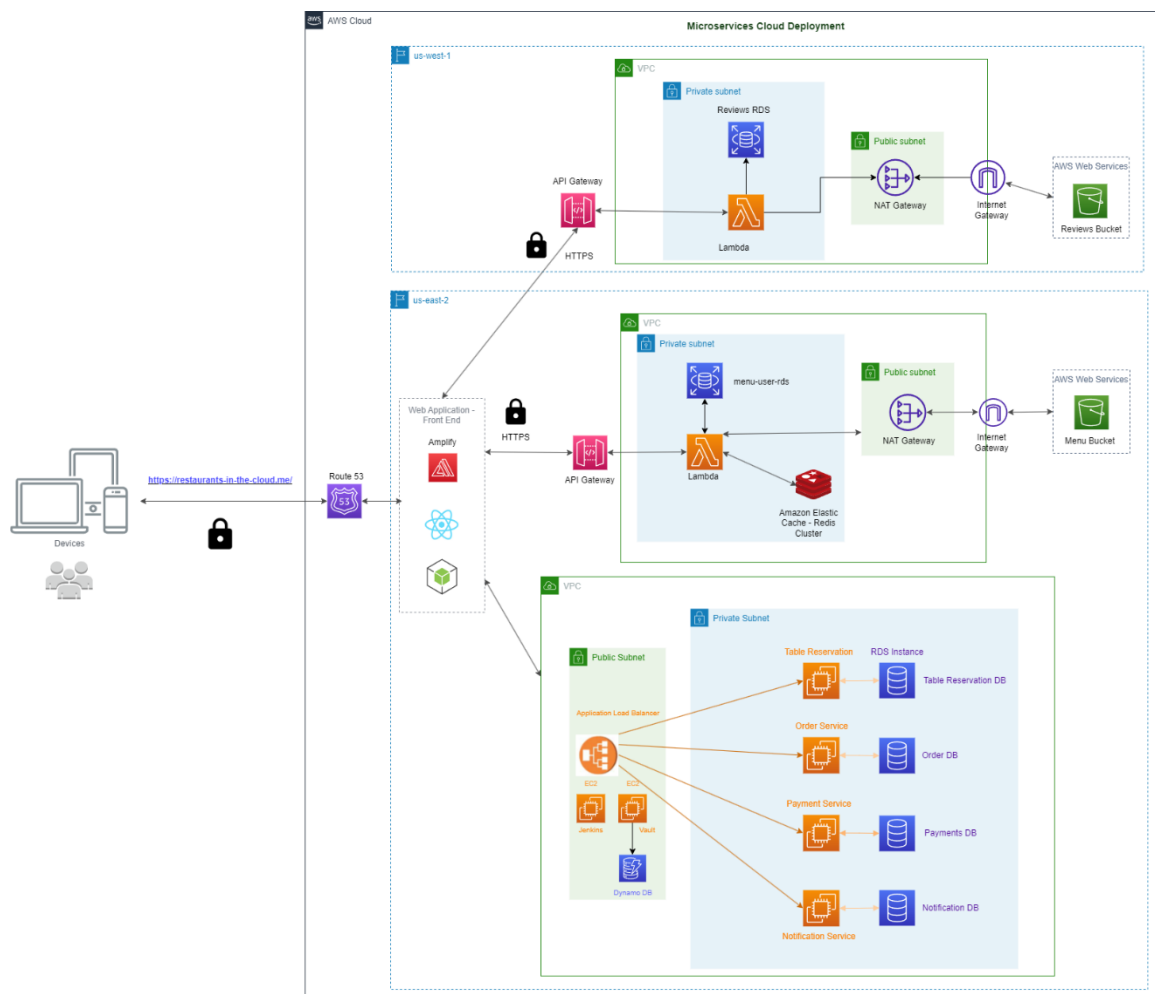 aws
AWS Cloud
Microservices Cloud Deployment
us-west-1
VPC
Private subnet
Reviews RDS
Public subnet
AWS Web Services
API Gateway
NAT Gateway
Internet
Gateway
Reviews Bucket
Lambda
HTTPS
us-east-2
VPC
Private subnet
menu-user-rds
Public subnet
AWS Web Services
Web Application -
Front End
HTTPS
Amplify
NAT Gateway
Internet
Gateway
Menu Bucket
API Gateway
Lambda
https://restaurants-in-the-cloud.me/
Route 53
53
Amazon Elastic
Cache - Redis
Cluster
Devices
VPC
Private Subnet
Public Subnet
Table Reservation
RDS Instance
Table Reservation DB
Application Load Balancer
Order Service
Order DB
EC2
EC2
Payment Service
Jenkins
Vault
Payments DB
Dynamo DB
Notification DB
Notification Service